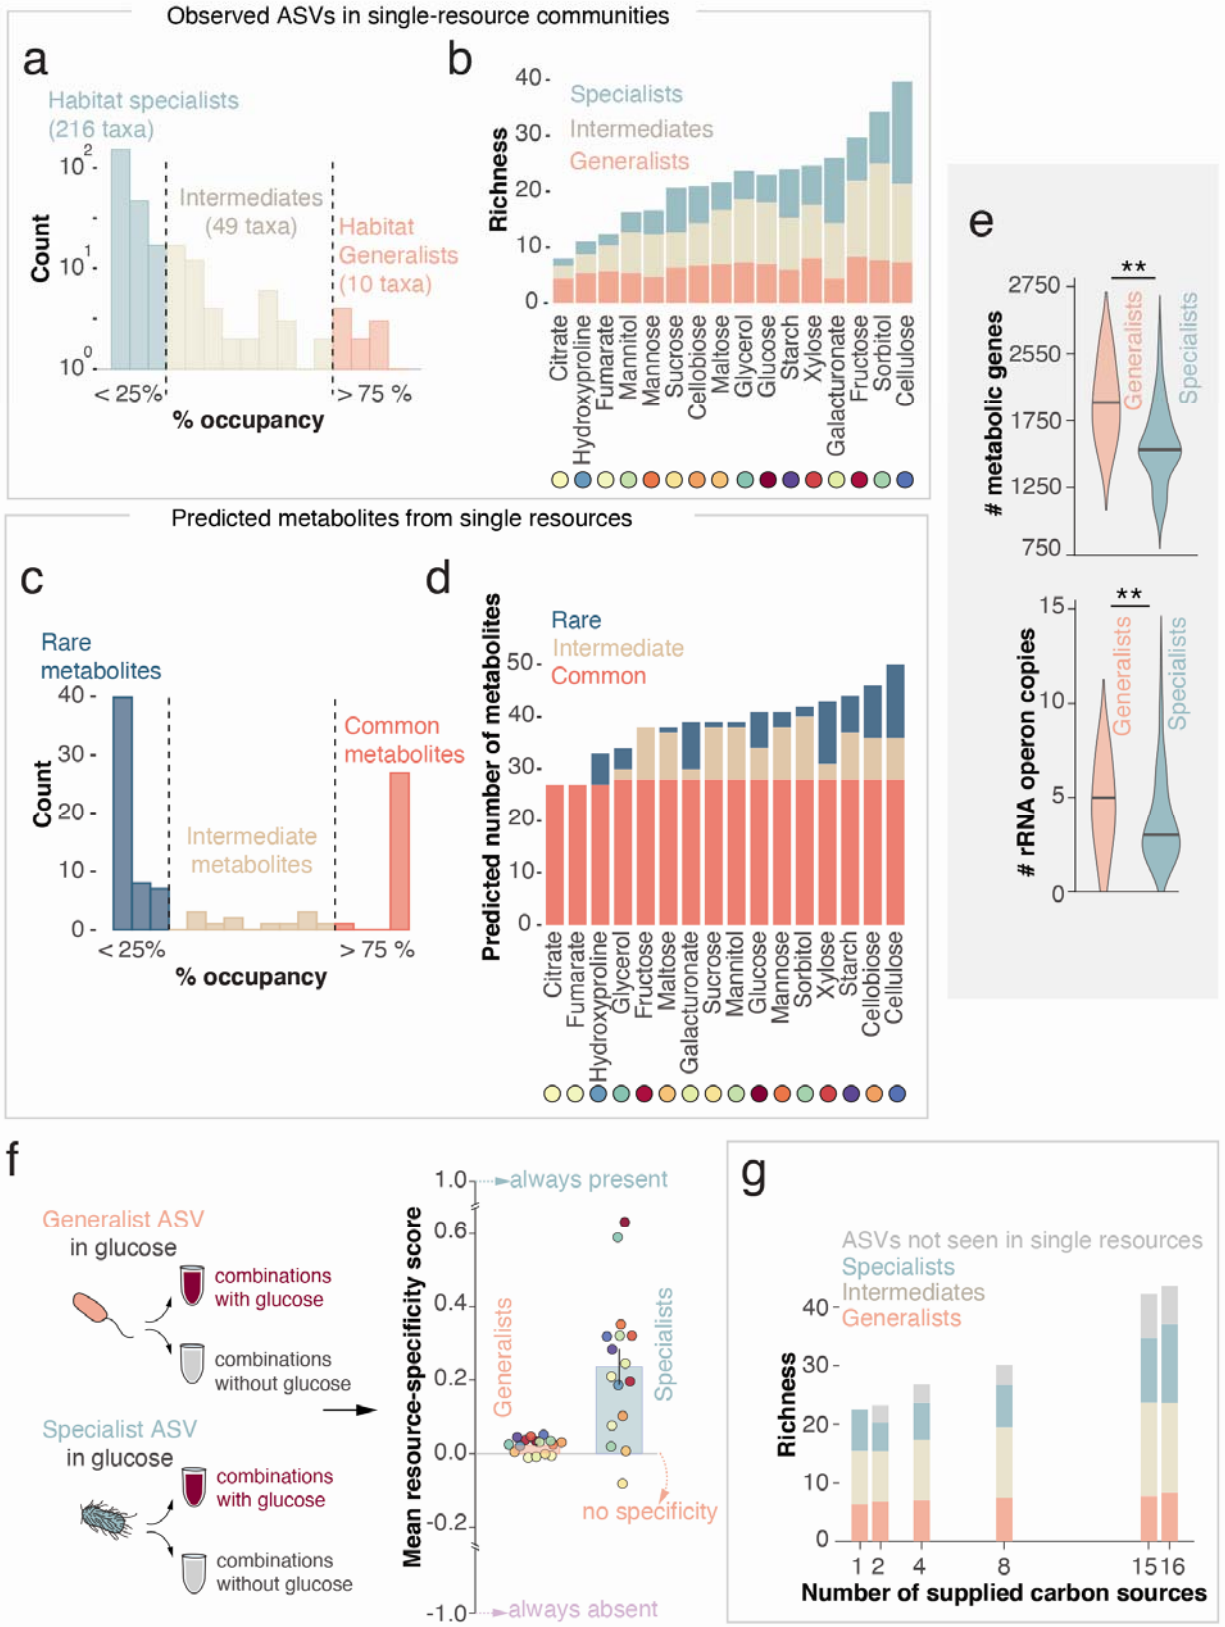 Observed ASVs in single-resource communities
a
Habitat specialists
(216 taxa)
10²
10¹
10⁰
Count
Intermediates
(49 taxa)
Habitat
Generalists
(10 taxa)
< 25%
> 75 %
% occupancy
b
Specialists
Intermediates
Generalists
Richness
40
30
20
10
0
Citrate
Hydroxyproline
Fumarate
Mannitol
Mannose
Sucrose
Cellobiose
Maltose
Glycerol
Glucose
Starch
Xylose
Galacturonate
Fructose
Sorbitol
Cellulose
Predicted metabolites from single resources
c
Rare
metabolites
Count
40
30
20
10
0
Intermediate
metabolites
Common
metabolites
< 25%
> 75 %
% occupancy
d
Rare
Intermediate
Common
Predicted number of metabolites
50
40
30
20
10
0
Citrate
Fumarate
Hydroxyproline
Glycerol
Fructose
Maltose
Galacturonate
Sucrose
Mannitol
Glucose
Mannose
Sorbitol
Xylose
Starch
Cellobiose
Cellulose
e
# metabolic genes
2750
2550
1750
1250
750
**
Generalists
Specialists
# rRNA operon copies
15
10
5
0
**
Generalists
Specialists
f
Generalist ASV
in glucose
combinations
with glucose
combinations
without glucose
Specialist ASV
in glucose
combinations
with glucose
combinations
without glucose
Mean resource-specificity score
1.0
0.6
0.4
0.2
0.0
-0.2
-1.0
always present
Generalists
Specialists
no specificity
always absent
g
ASVs not seen in single resources
Specialists
Intermediates
Generalists
Richness
40
30
20
10
0
1 2 4 8 15 16
Number of supplied carbon sources